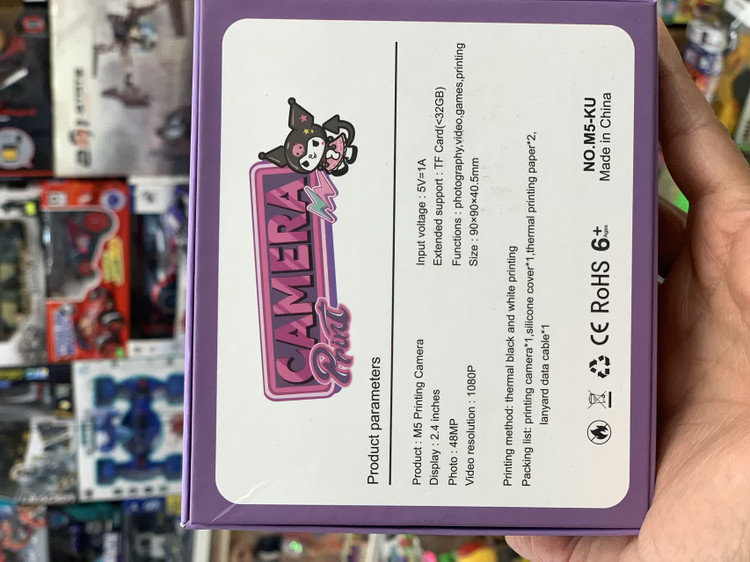 CAMERA
Print
Product parameters
Product : M5 Printing Camera
Display : 2.4 inches
Photo : 48MP
Video resolution : 1080P
Input voltage : 5V=1A
Extended support : TF Card(<32GB)
Functions : photography,video,games,printing
Size : 90×90×40.5mm
Printing method: thermal black and white printing
Packing list: printing camera*1,silicone cover*1,thermal printing paper*2,
lanyard data cable*1
CE RoHS 6+
Ages
NO.M5-KU
Made in China